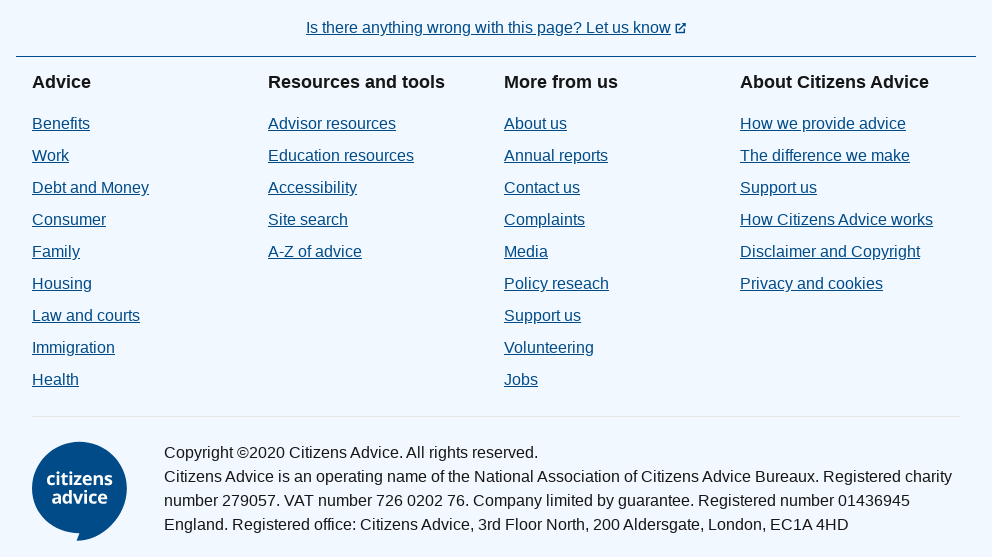 Is there anything wrong with this page? Let us know
Advice
Benefits
Work
Debt and Money
Consumer
Family
Housing
Law and courts
Immigration
Health
Resources and tools
Advisor resources
Education resources
Accessibility
Site search
A-Z of advice
More from us
About us
Annual reports
Contact us
Complaints
Media
Policy reseach
Support us
Volunteering
Jobs
About Citizens Advice
How we provide advice
The difference we make
Support us
How Citizens Advice works
Disclaimer and Copyright
Privacy and cookies
citizens
advice
Copyright ©2020 Citizens Advice. All rights reserved.
Citizens Advice is an operating name of the National Association of Citizens Advice Bureaux. Registered charity
number 279057. VAT number 726 0202 76. Company limited by guarantee. Registered number 01436945
England. Registered office: Citizens Advice, 3rd Floor North, 200 Aldersgate, London, EC1A 4HD